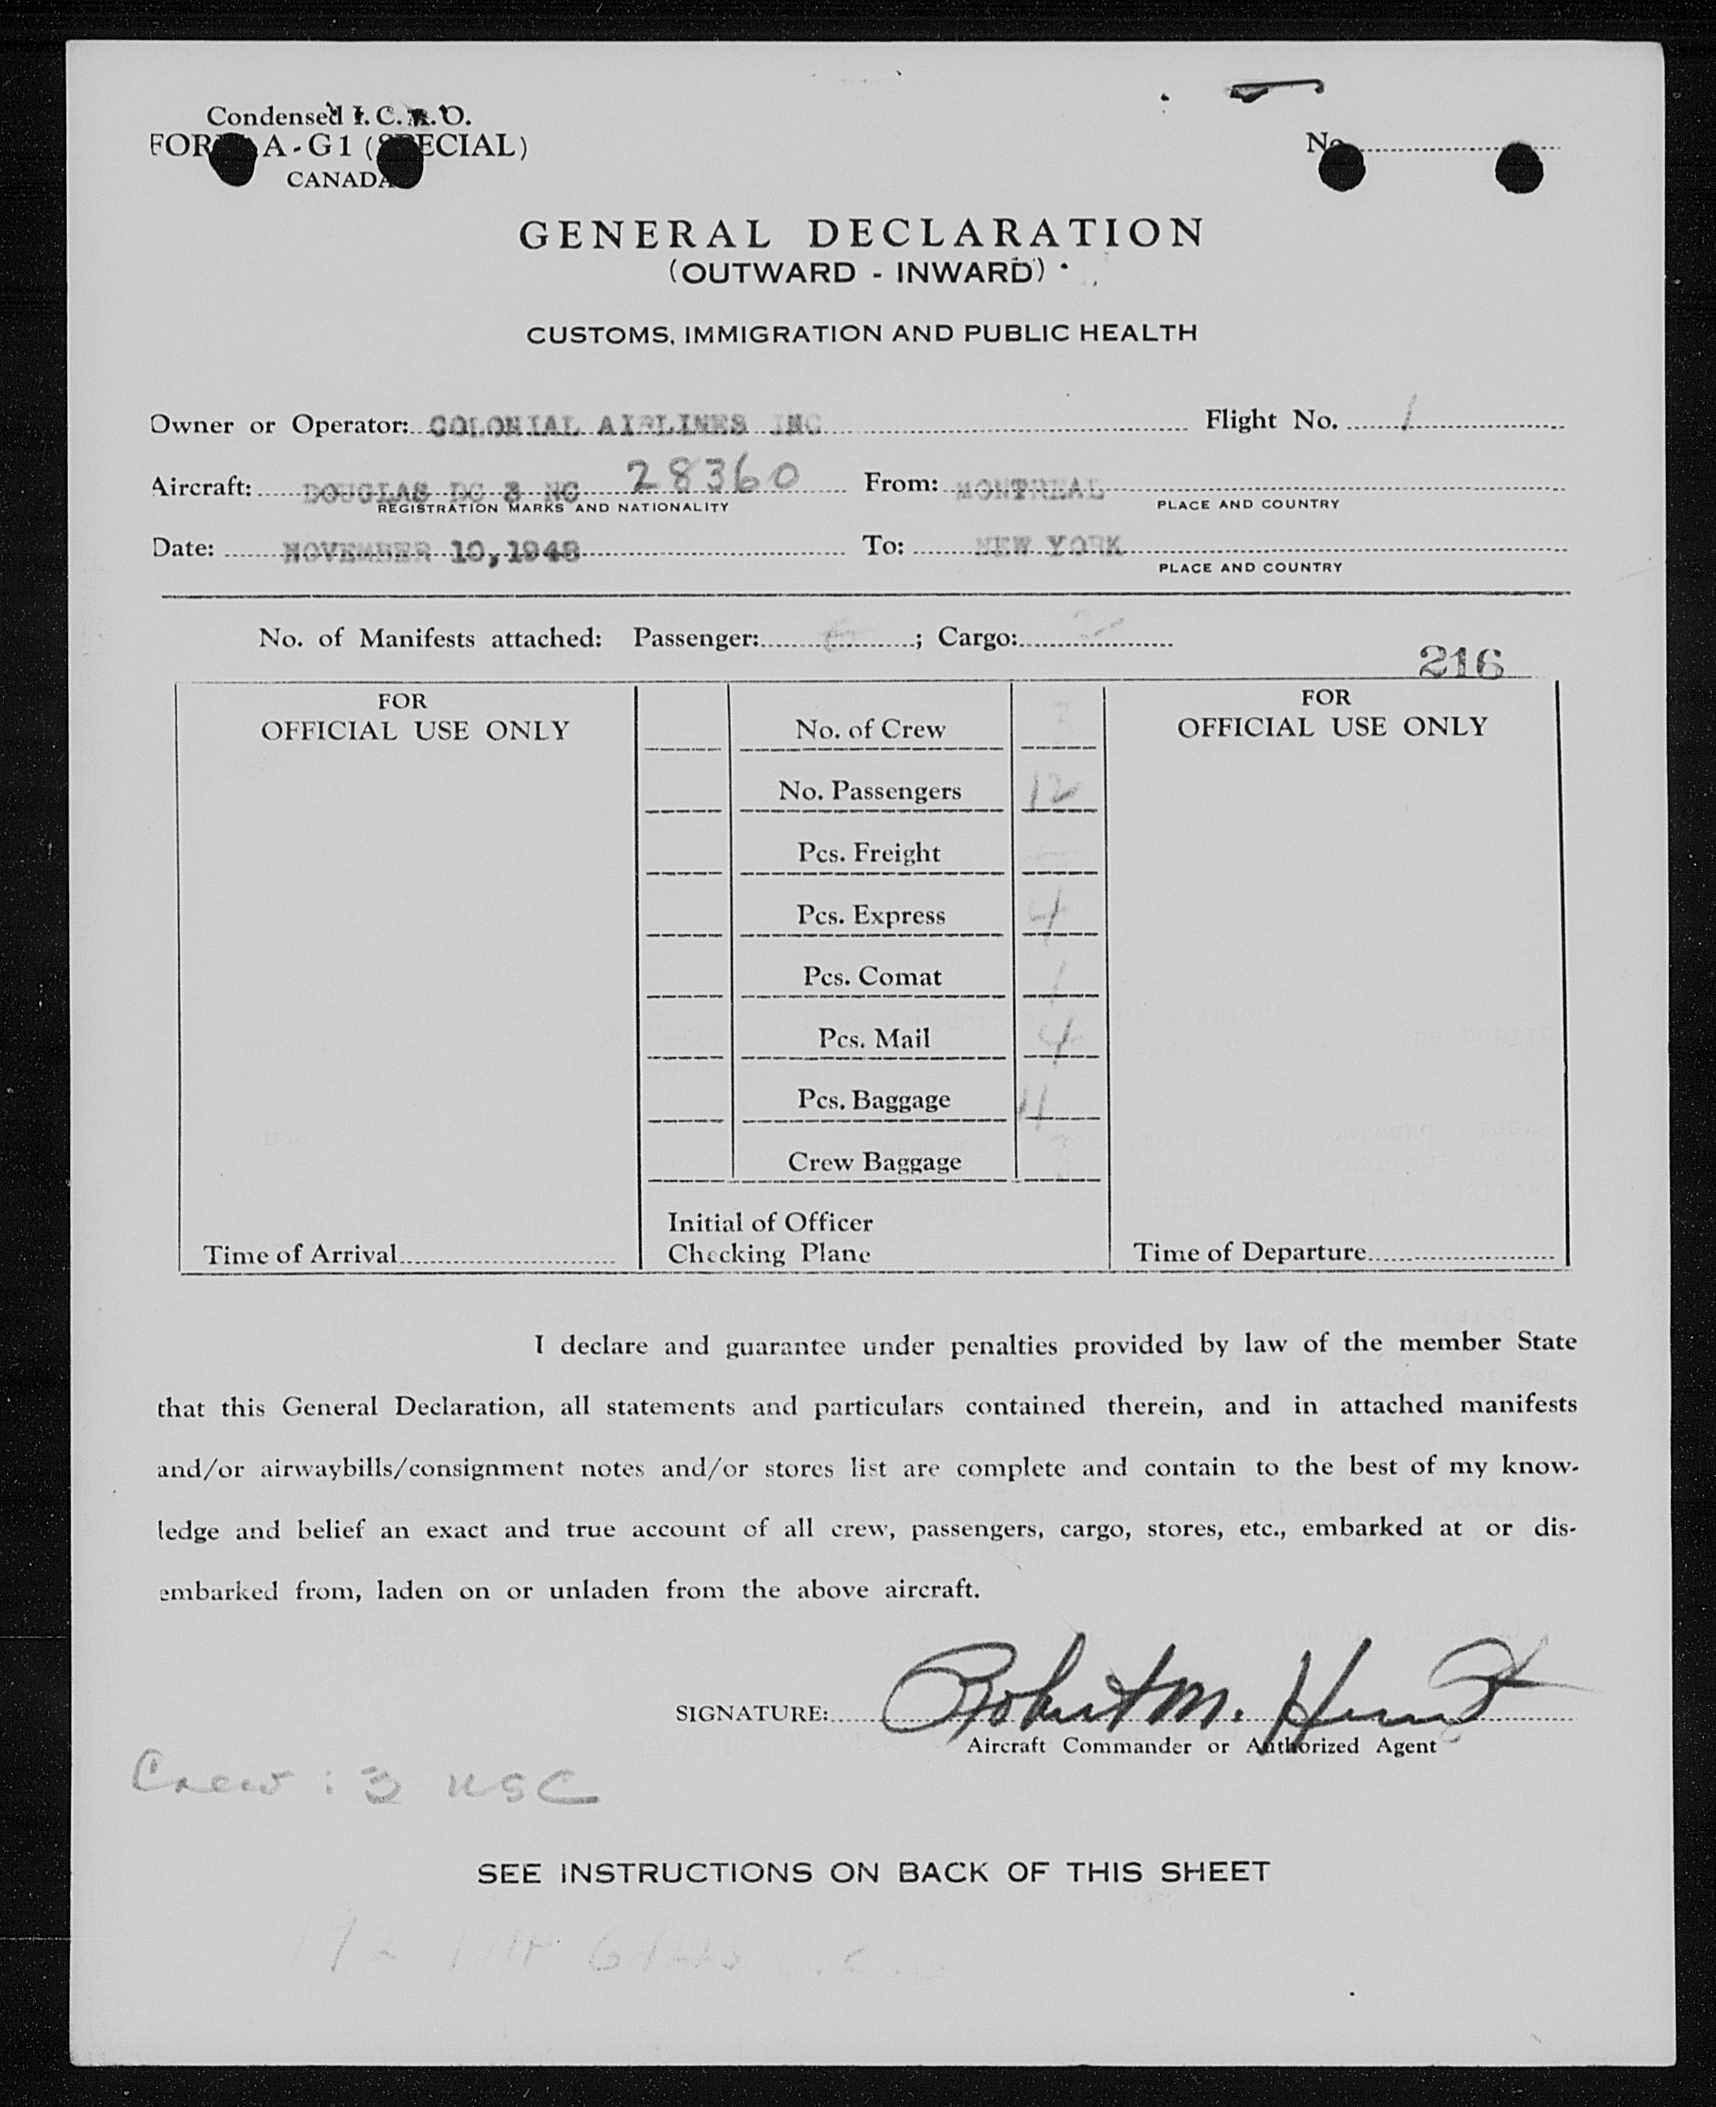 Condensed I. C. A. O.
FORM A-G1 (SPECIAL)
CANADA
No.
GENERAL DECLARATION
(OUTWARD - INWARD)
CUSTOMS, IMMIGRATION AND PUBLIC HEALTH
Owner or Operator: COLONIAL AIRLINES INC Flight No. 1
Aircraft: DOUGLAS DC 3 NC 28360 From: MONTREAL
REGISTRATION MARKS AND NATIONALITY PLACE AND COUNTRY
Date: NOVEMBER 10, 1948 To: NEW YORK
PLACE AND COUNTRY
No. of Manifests attached: Passenger: ; Cargo:
216
FOR FOR
OFFICIAL USE ONLY No. of Crew 3 OFFICIAL USE ONLY
No. Passengers 12
Pcs. Freight
Pcs. Express 4
Pcs. Comat 1
Pcs. Mail 4
Pcs. Baggage 11
Crew Baggage
Initial of Officer
Time of Arrival Checking Plane Time of Departure
I declare and guarantee under penalties provided by law of the member State
that this General Declaration, all statements and particulars contained therein, and in attached manifests
and/or airwaybills/consignment notes and/or stores list are complete and contain to the best of my know-
ledge and belief an exact and true account of all crew, passengers, cargo, stores, etc., embarked at or dis-
embarked from, laden on or unladen from the above aircraft.
SIGNATURE: Robert M. Hunt
Aircraft Commander or Authorized Agent
Crew : 3 USC
SEE INSTRUCTIONS ON BACK OF THIS SHEET